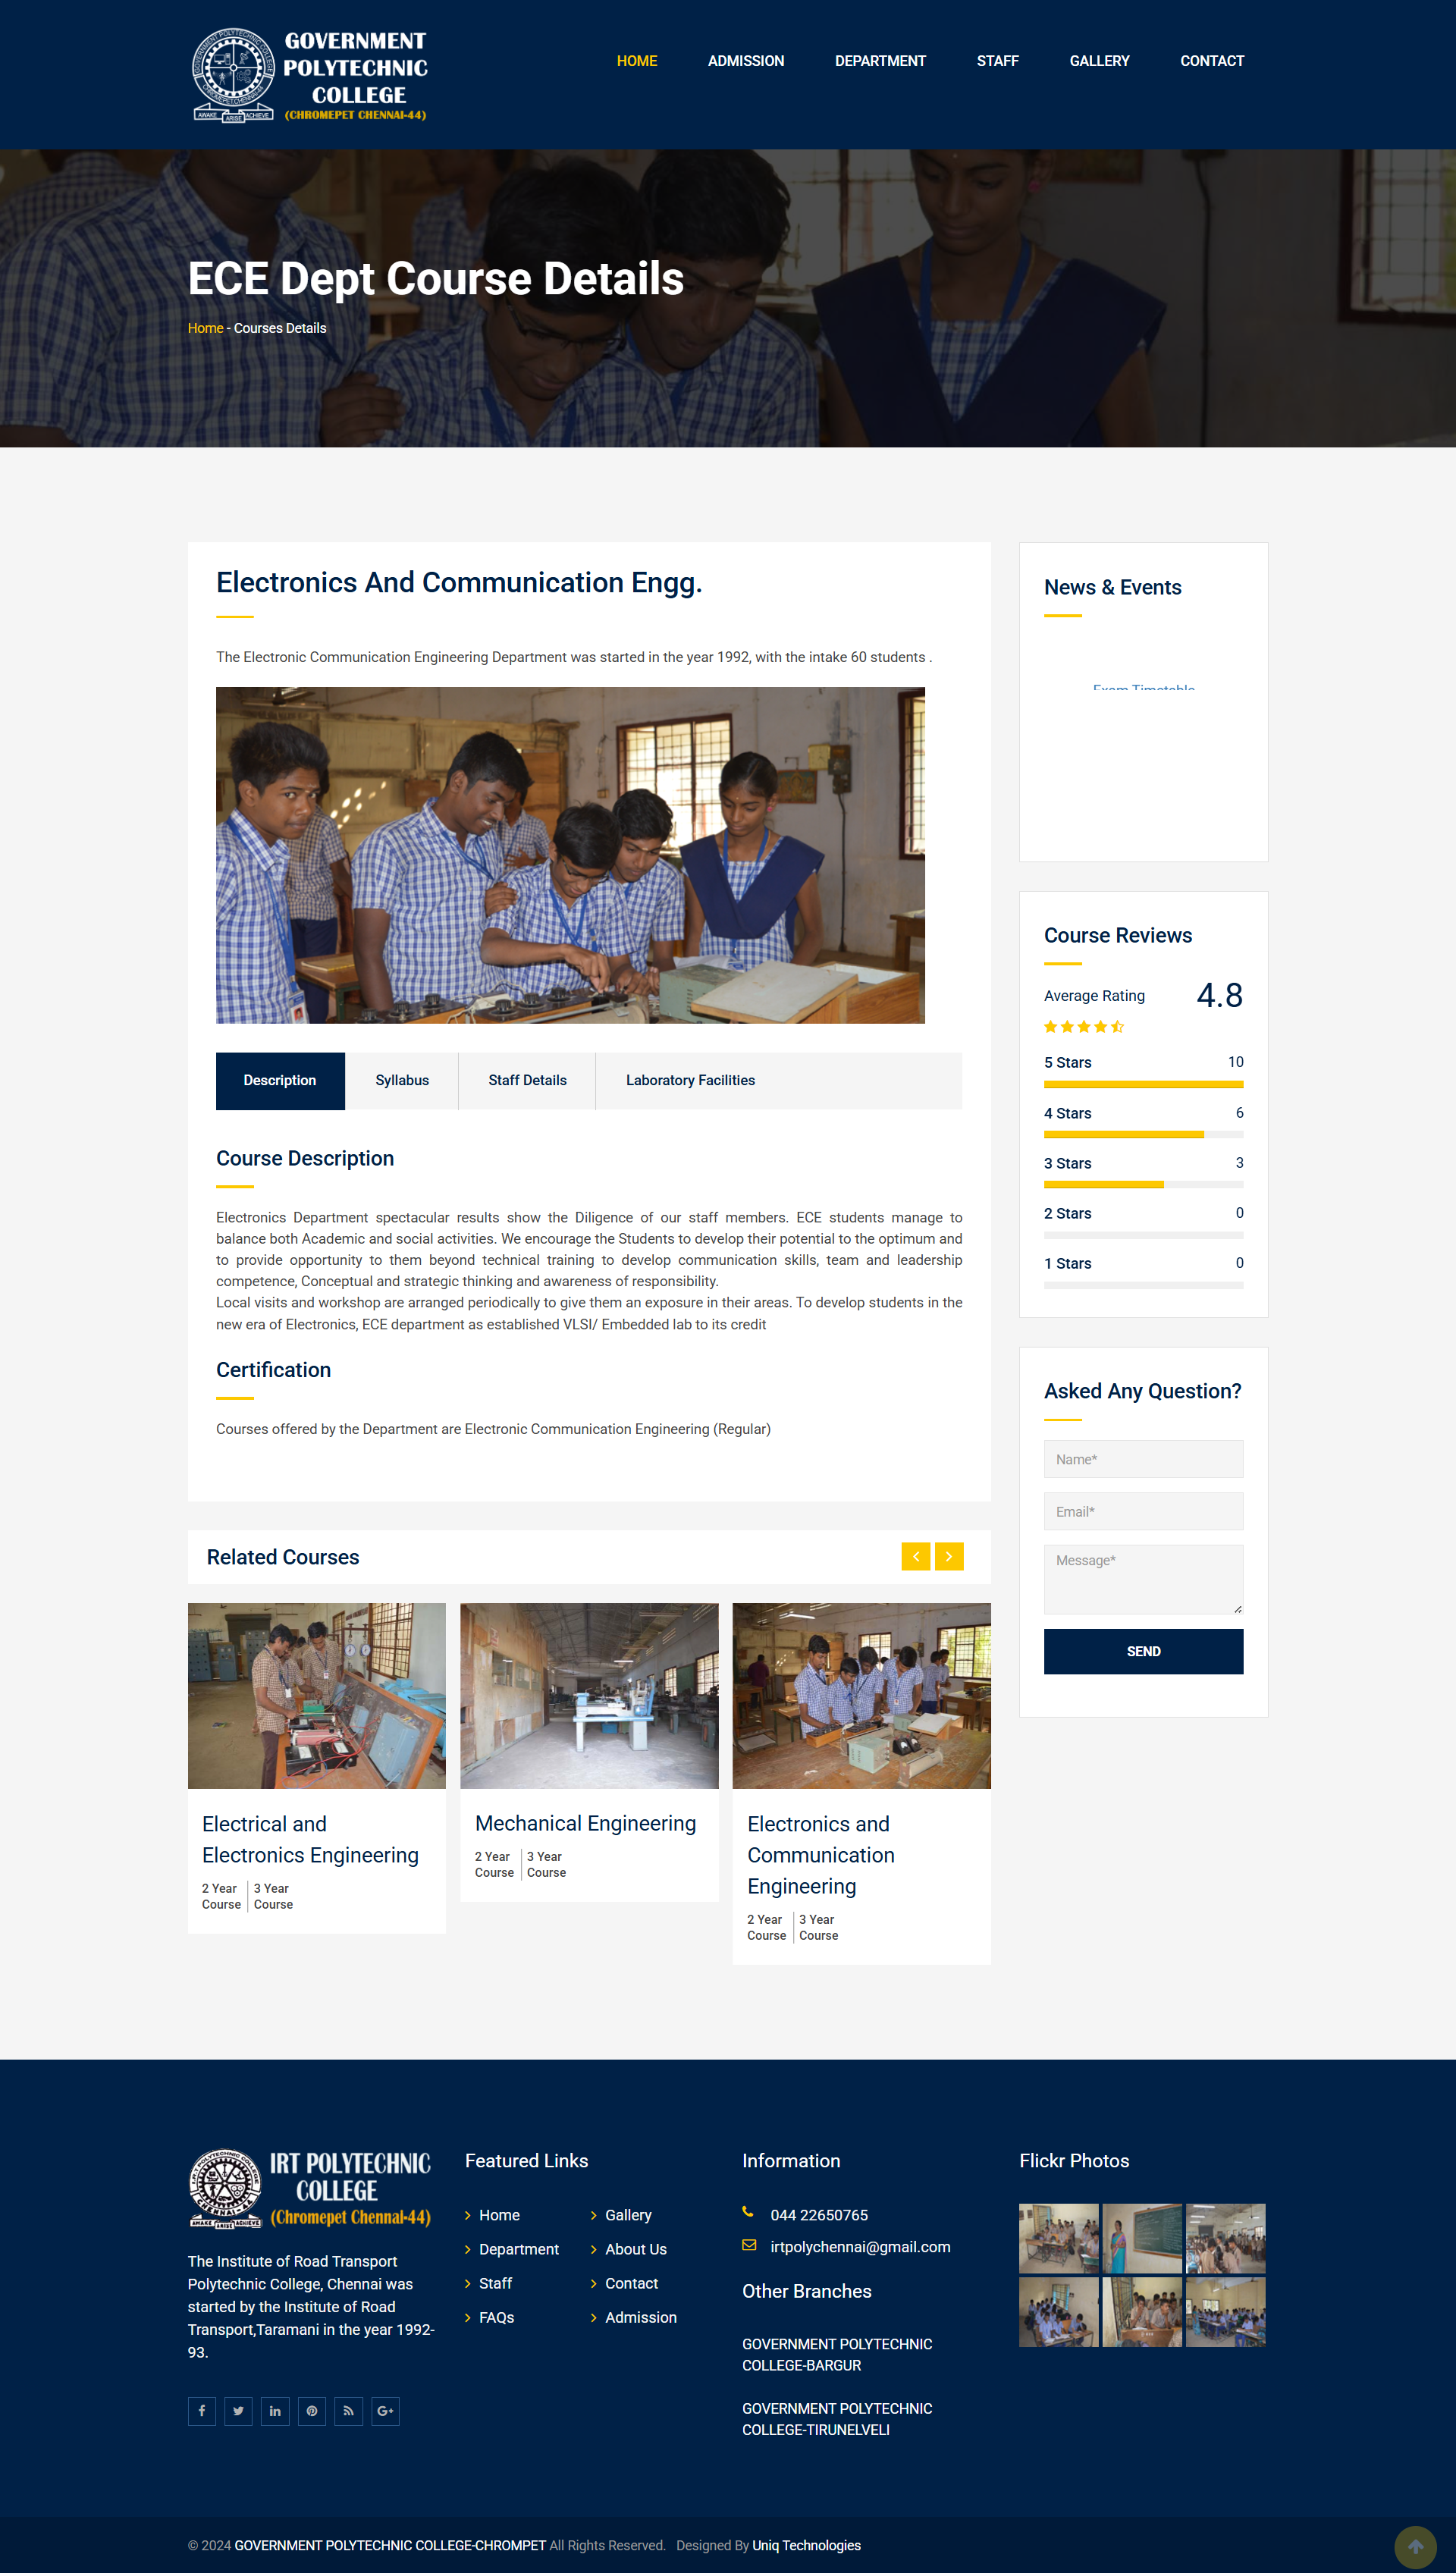 GOVERNMENT
POLYTECHNIC
COLLEGE
(CHROMEPET CHENNAI-44)
AWAKE ARISE ACHIEVE
HOME
ADMISSION
DEPARTMENT
STAFF
GALLERY
CONTACT
ECE Dept Course Details
Home - Courses Details
Electronics And Communication Engg.
The Electronic Communication Engineering Department was started in the year 1992, with the intake 60 students .
Description
Syllabus
Staff Details
Laboratory Facilities
Course Description
Electronics Department spectacular results show the Diligence of our staff members. ECE students manage to
balance both Academic and social activities. We encourage the Students to develop their potential to the optimum and
to provide opportunity to them beyond technical training to develop communication skills, team and leadership
competence, Conceptual and strategic thinking and awareness of responsibility.
Local visits and workshop are arranged periodically to give them an exposure in their areas. To develop students in the
new era of Electronics, ECE department as established VLSI/ Embedded lab to its credit
Certification
Courses offered by the Department are Electronic Communication Engineering (Regular)
News & Events
Exam Timetable
Course Reviews
Average Rating 4.8
5 Stars 10
4 Stars 6
3 Stars 3
2 Stars 0
1 Stars 0
Asked Any Question?
Name*
Email*
Message*
SEND
Related Courses
Electrical and
Electronics Engineering
2 Year
Course
3 Year
Course
Mechanical Engineering
2 Year
Course
3 Year
Course
Electronics and
Communication
Engineering
2 Year
Course
3 Year
Course
IRT POLYTECHNIC
COLLEGE
(Chromepet Chennai-44)
AWAKE ARISE ACHIEVE
The Institute of Road Transport
Polytechnic College, Chennai was
started by the Institute of Road
Transport,Taramani in the year 1992-
93.
Featured Links
Home
Department
Staff
FAQs
Gallery
About Us
Contact
Admission
Information
044 22650765
irtpolychennai@gmail.com
Other Branches
GOVERNMENT POLYTECHNIC
COLLEGE-BARGUR
GOVERNMENT POLYTECHNIC
COLLEGE-TIRUNELVELI
Flickr Photos
© 2024 GOVERNMENT POLYTECHNIC COLLEGE-CHROMPET All Rights Reserved. Designed By Uniq Technologies